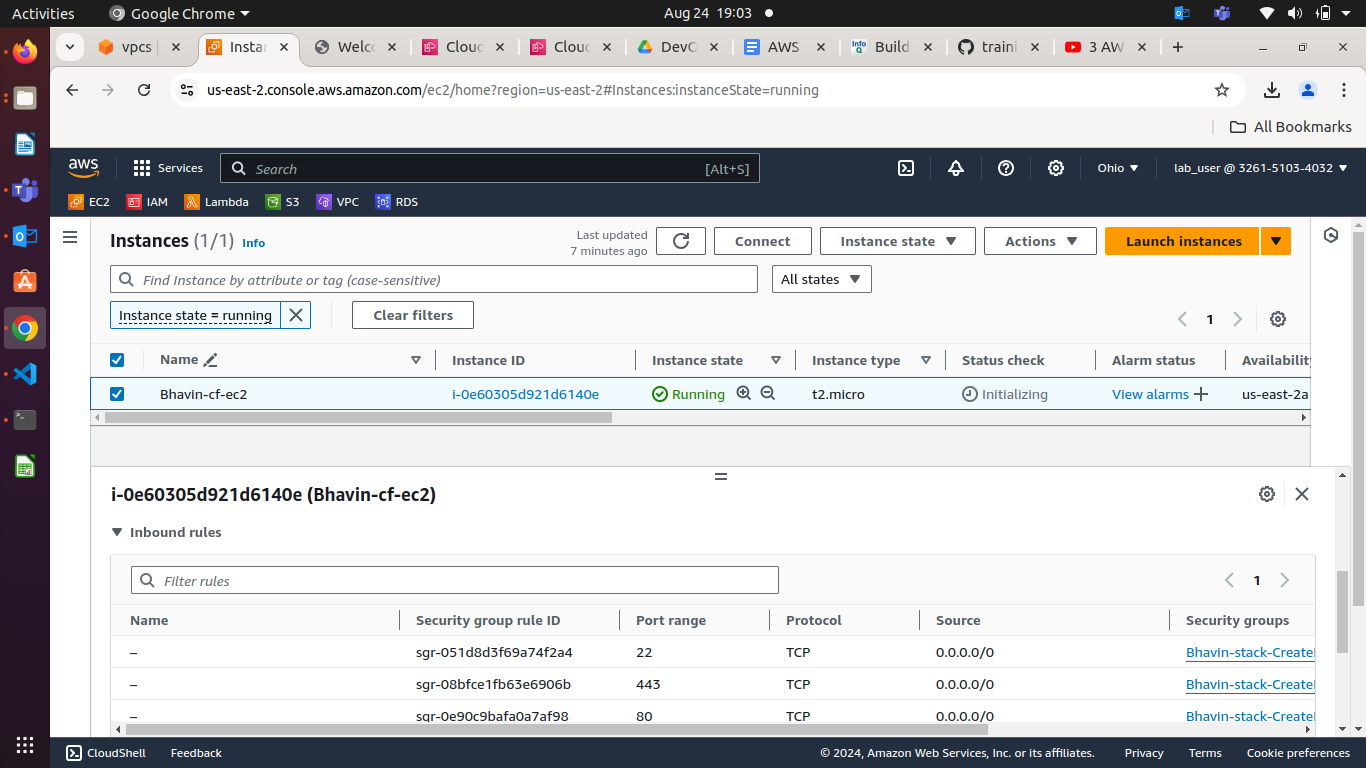 Activities Google Chrome Aug 24 19:03
vpcs | Instan Welco Clouc Clouc DevC AWS Build traini 3 AW
us-east-2.console.aws.amazon.com/ec2/home?region=us-east-2#Instances:instanceState=running
All Bookmarks
aws Services Search [Alt+S] Ohio lab_user @ 3261-5103-4032
EC2 IAM Lambda S3 VPC RDS
Instances (1/1) Info Last updated 7 minutes ago Connect Instance state Actions Launch instances
Find Instance by attribute or tag (case-sensitive) All states
Instance state = running Clear filters 1
Name Instance ID Instance state Instance type Status check Alarm status Availability
Bhavin-cf-ec2 i-0e60305d921d6140e Running t2.micro Initializing View alarms us-east-2a
i-0e60305d921d6140e (Bhavin-cf-ec2)
Inbound rules
Filter rules 1
Name Security group rule ID Port range Protocol Source Security groups
– sgr-051d8d3f69a74f2a4 22 TCP 0.0.0.0/0 Bhavin-stack-Createl
– sgr-08bfce1fb63e6906b 443 TCP 0.0.0.0/0 Bhavin-stack-Createl
– sgr-0e90c9bafa0a7af98 80 TCP 0.0.0.0/0 Bhavin-stack-Createl
CloudShell Feedback © 2024, Amazon Web Services, Inc. or its affiliates. Privacy Terms Cookie preferences